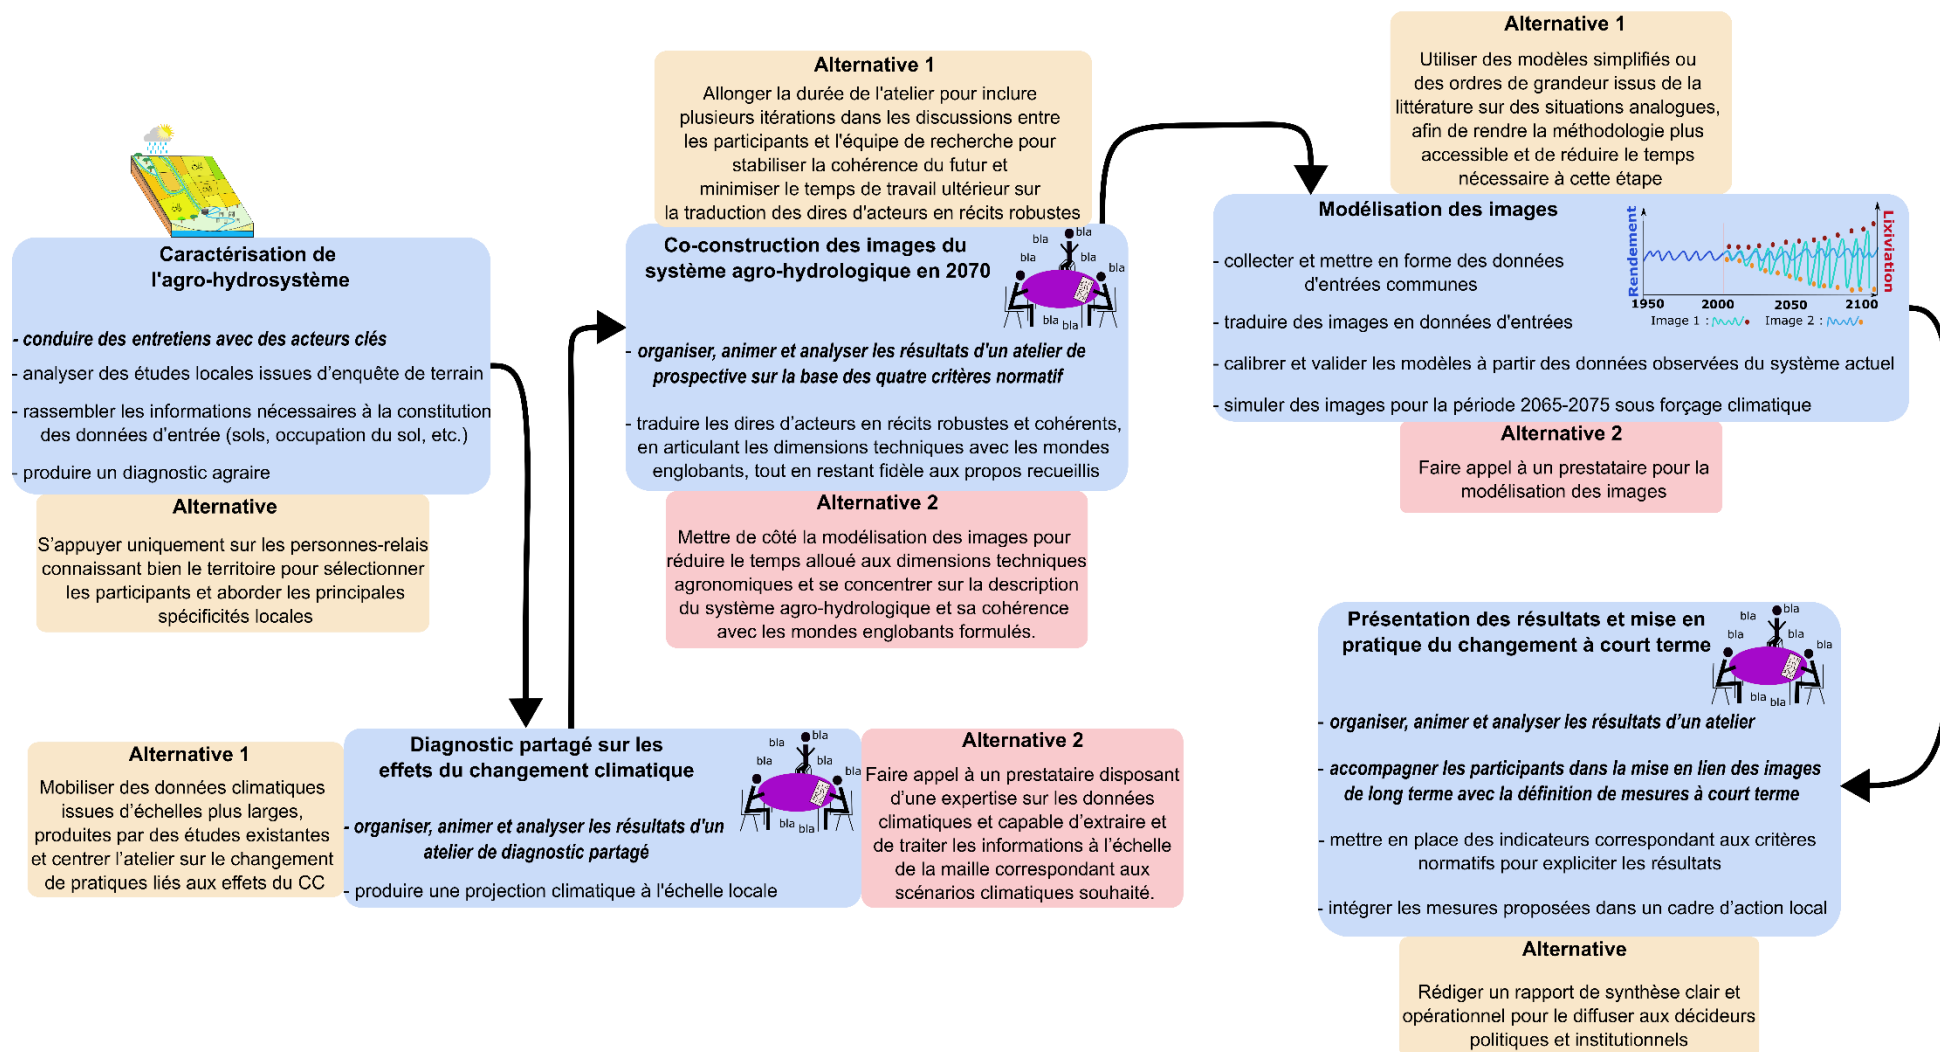 Caractérisation de
l'agro-hydrosystème
- conduire des entretiens avec des acteurs clés
- analyser des études locales issues d'enquête de terrain
- rassembler les informations nécessaires à la constitution
des données d'entrée (sols, occupation du sol, etc.)
- produire un diagnostic agraire
Alternative
S'appuyer uniquement sur les personnes-relais
connaissant bien le territoire pour sélectionner
les participants et aborder les principales
spécificités locales
Alternative 1
Mobiliser des données climatiques
issues d'échelles plus larges,
produites par des études existantes
et centrer l'atelier sur le changement
de pratiques liés aux effets du CC
Diagnostic partagé sur les
effets du changement climatique
bla
bla
bla
bla
bla
bla
- organiser, animer et analyser les résultats d'un
atelier de diagnostic partagé
- produire une projection climatique à l'échelle locale
Alternative 2
Faire appel à un prestataire disposant
d'une expertise sur les données
climatiques et capable d'extraire et
de traiter les informations à l'échelle
de la maille correspondant aux
scénarios climatiques souhaité.
Alternative 1
Allonger la durée de l'atelier pour inclure
plusieurs itérations dans les discussions entre
les participants et l'équipe de recherche pour
stabiliser la cohérence du futur et
minimiser le temps de travail ultérieur sur
la traduction des dires d'acteurs en récits robustes
Co-construction des images du
système agro-hydrologique en 2070
bla
bla
bla
bla
bla
bla
- organiser, animer et analyser les résultats d'un atelier de
prospective sur la base des quatre critères normatif
- traduire les dires d'acteurs en récits robustes et cohérents,
en articulant les dimensions techniques avec les mondes
englobants, tout en restant fidèle aux propos recueillis
Alternative 2
Mettre de côté la modélisation des images pour
réduire le temps alloué aux dimensions techniques
agronomiques et se concentrer sur la description
du système agro-hydrologique et sa cohérence
avec les mondes englobants formulés.
Alternative 1
Utiliser des modèles simplifiés ou
des ordres de grandeur issus de la
littérature sur des situations analogues,
afin de rendre la méthodologie plus
accessible et de réduire le temps
nécessaire à cette étape
Modélisation des images
Rendement
Lixiviation
1950 2000 2050 2100
Image 1 : Image 2 :
- collecter et mettre en forme des données
d'entrées communes
- traduire des images en données d'entrées
- calibrer et valider les modèles à partir des données observées du système actuel
- simuler des images pour la période 2065-2075 sous forçage climatique
Alternative 2
Faire appel à un prestataire pour la
modélisation des images
Présentation des résultats et mise en
pratique du changement à court terme
bla
bla
bla
bla
bla
bla
- organiser, animer et analyser les résultats d'un atelier
- accompagner les participants dans la mise en lien des images
de long terme avec la définition de mesures à court terme
- mettre en place des indicateurs correspondant aux critères
normatifs pour expliciter les résultats
- intégrer les mesures proposées dans un cadre d'action local
Alternative
Rédiger un rapport de synthèse clair et
opérationnel pour le diffuser aux décideurs
politiques et institutionnels